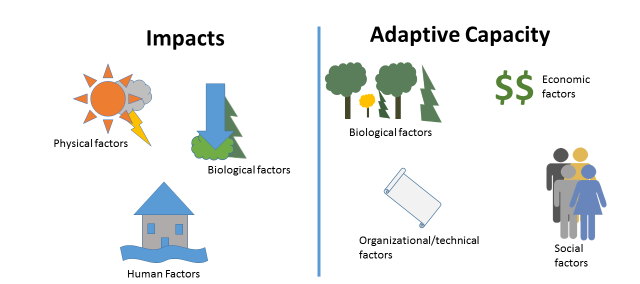 Impacts
Physical factors
Biological factors
Human Factors
Adaptive Capacity
Biological factors
$$
Economic
factors
Organizational/technical
factors
Social
factors